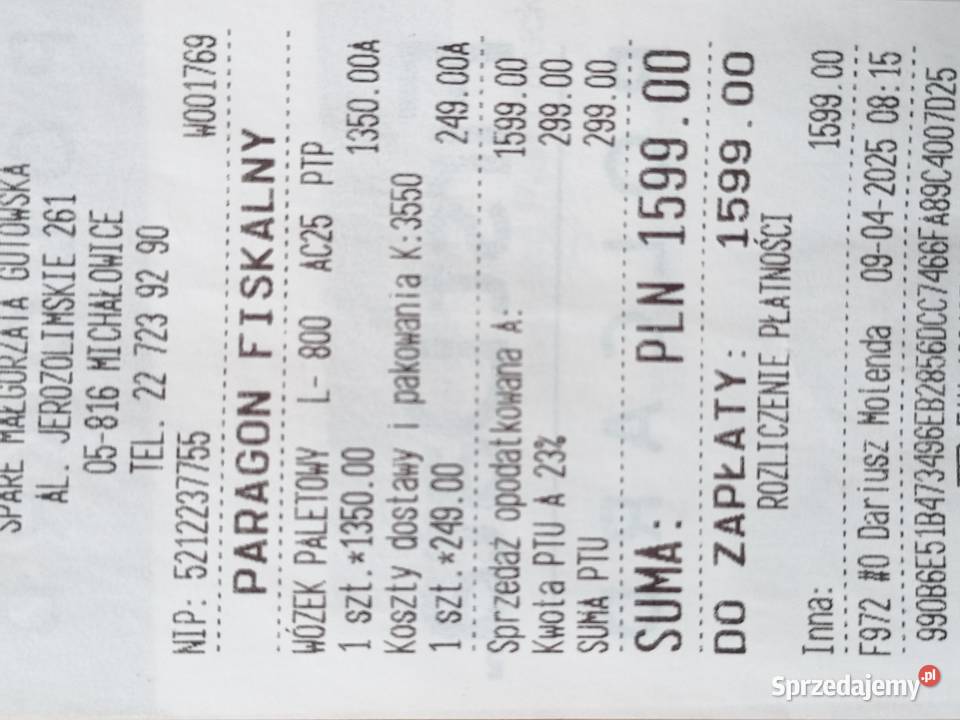 SPARE MAŁGORZATA GUTOWSKA
AL. JEROZOLIMSKIE 261
05-816 MICHAŁOWICE
TEL. 22 723 92 90
NIP: 5212237755 W001769
PARAGON FISKALNY
WÓZEK PALETOWY L- 800 AC25 PTP
1 szt.*1350.00 1350.00A
Koszty dostawy i pakowania K:3550
1 szt.*249.00 249.00A
Sprzedaż opodatkowana A: 1599.00
Kwota PTU A 23% 299.00
SUMA PTU 299.00
SUMA: PLN 1599.00
DO ZAPŁATY: 1599.00
ROZLICZENIE PŁATNOŚCI
Inna: 1599.00
F972 #0 Dariusz Molenda 09-04-2025 08:15
990B6E51B473496EB2856DCC7466FA89C4007D25
Sprzedajemy.pl